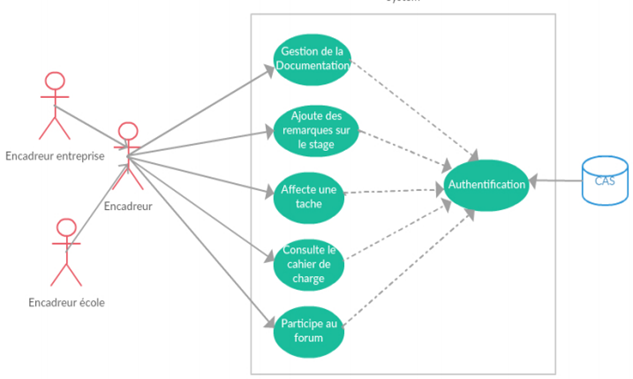 System
Gestion de la
Documentation
Ajoute des
remarques sur
le stage
Encadreur entreprise
Affecte une
tache
Authentification
CAS
Encadreur
Consulte le
cahier de
charge
Encadreur école
Participe au
forum